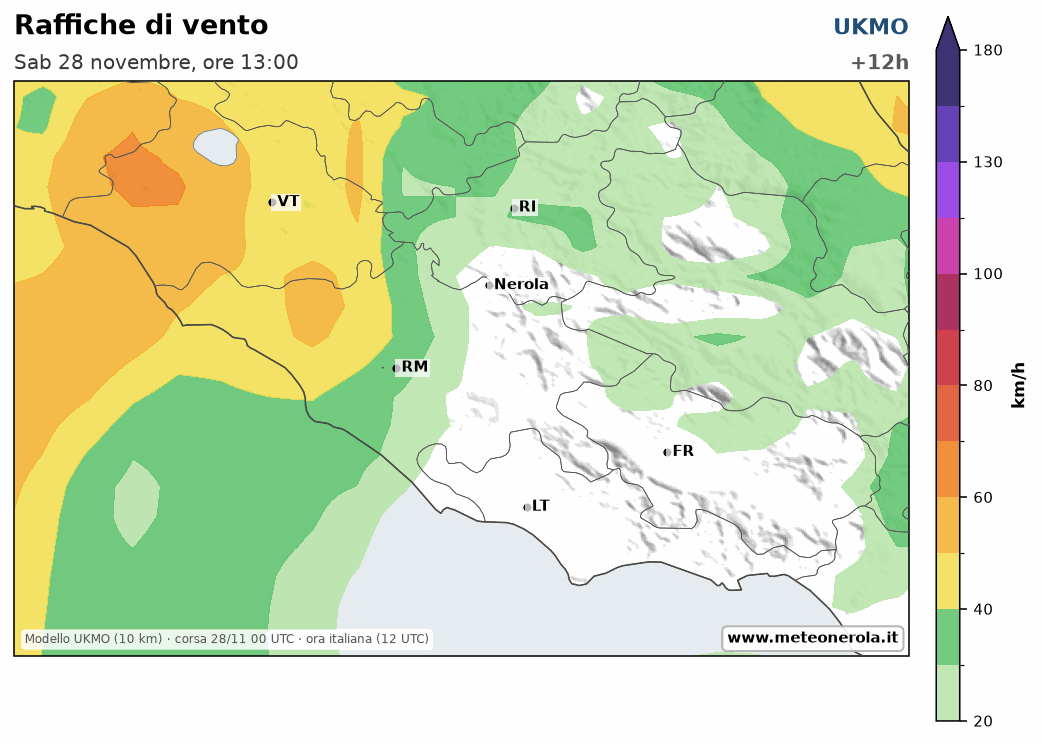 Raffiche di vento
UKMO
Sab 28 novembre, ore 13:00
+12h
VT
RI
Nerola
RM
FR
LT
Modello UKMO (10 km) · corsa 28/11 00 UTC · ora italiana (12 UTC)
www.meteonerola.it
180
130
100
80
60
40
20
km/h